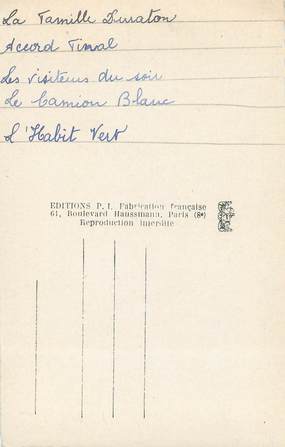 La Famille Duraton
Accord Final
Les visiteurs du soir
Le Camion Blanc
L'Habit Vert
EDITIONS P. I. Fabrication française
61, Boulevard Haussmann, Paris (8e)
Reproduction interdite